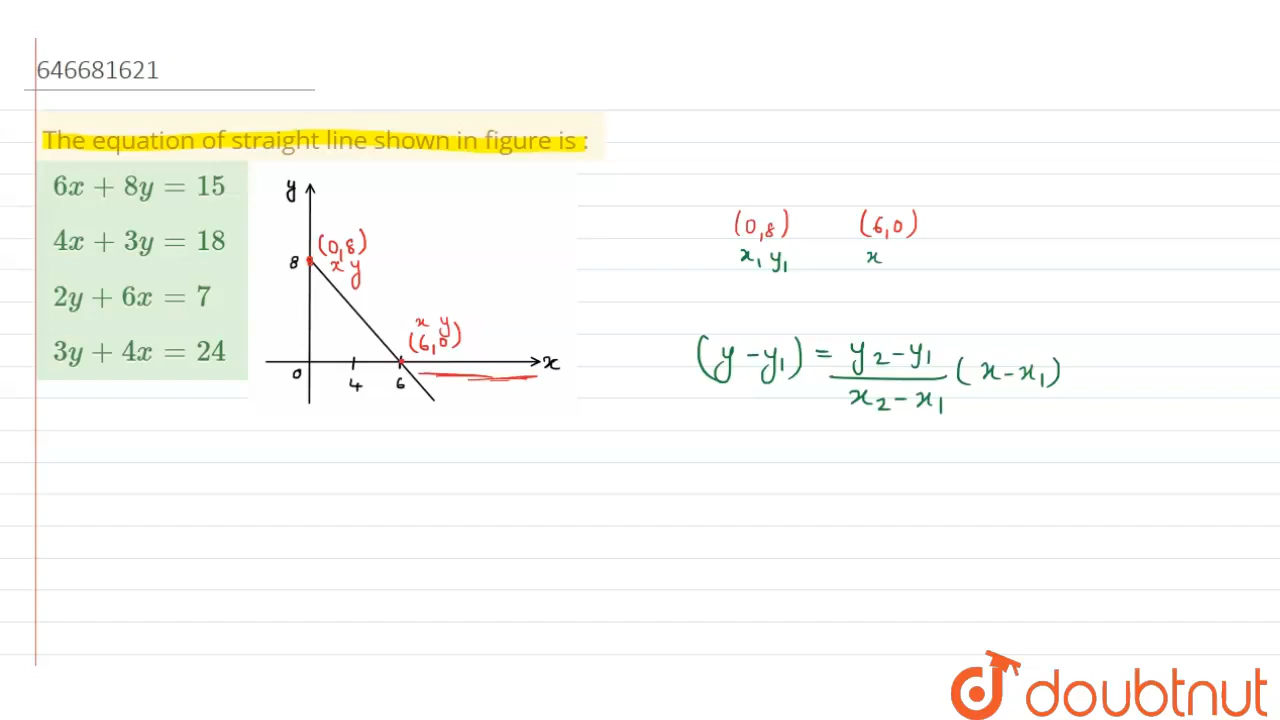 646681621
The equation of straight line shown in figure is :
6x + 8y = 15
4x + 3y = 18
2y + 6x = 7
3y + 4x = 24
y
8
(0,8)
x y
x y
(6,0)
0
4
6
x
(0,8) (6,0)
x₁ y₁ x
(y - y₁) = y₂ - y₁ / x₂ - x₁ (x - x₁)
doubtnut